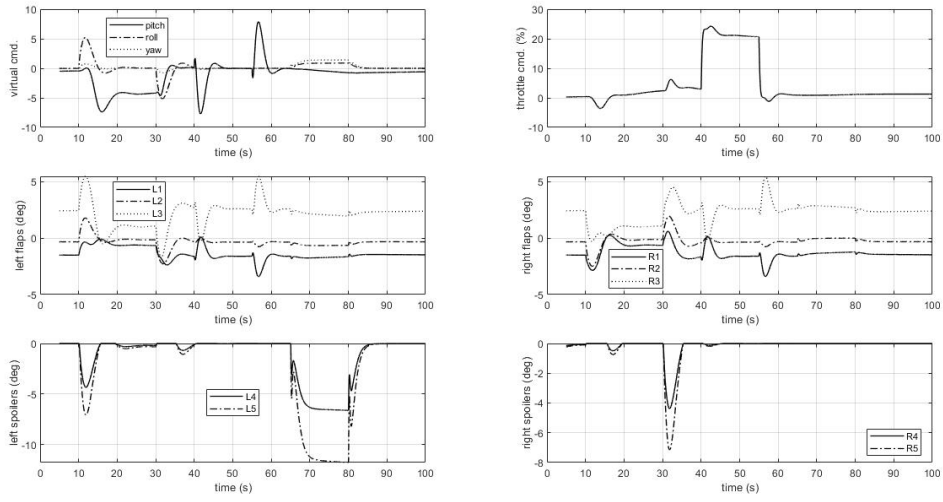 10
5
0
-5
-10
virtual cmd.
pitch
roll
yaw
0 10 20 30 40 50 60 70 80 90 100
time (s)
30
20
10
0
-10
throttle cmd. (%)
0 10 20 30 40 50 60 70 80 90 100
time (s)
5
0
-5
left flaps (deg)
L1
L2
L3
0 10 20 30 40 50 60 70 80 90 100
time (s)
5
0
-5
right flaps (deg)
R1
R2
R3
0 10 20 30 40 50 60 70 80 90 100
time (s)
0
-5
-10
left spoilers (deg)
L4
L5
0 10 20 30 40 50 60 70 80 90 100
time (s)
0
-2
-4
-6
-8
right spoilers (deg)
R4
R5
0 10 20 30 40 50 60 70 80 90 100
time (s)